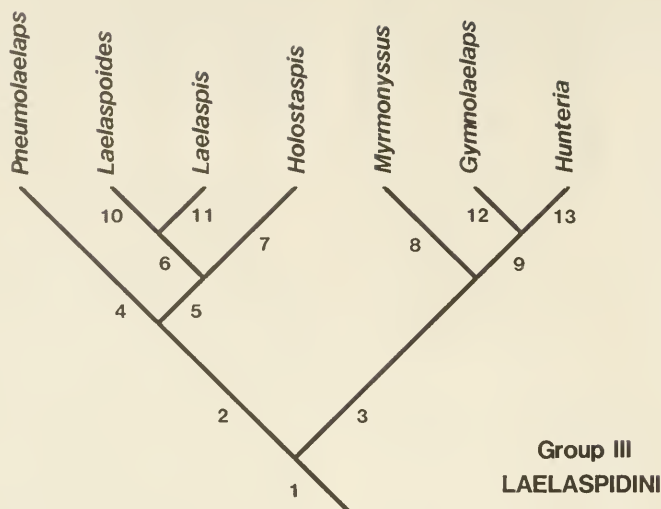 Pneumolaelaps
Laelaspoides
Laelaspis
Holostaspis
Myrmonyssus
Gymnolaelaps
Hunteria
10
11
12
13
6
7
8
9
4
5
2
3
1
Group III
LAELASPIDINI